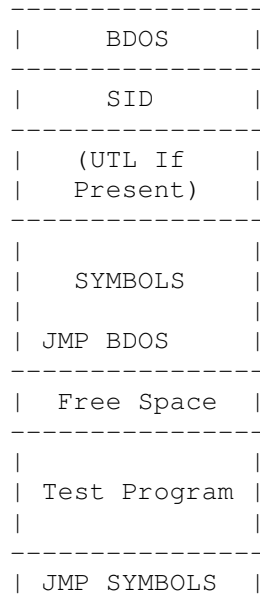 BDOS
SID
(UTL If
Present)
SYMBOLS
JMP BDOS
Free Space
Test Program
JMP SYMBOLS